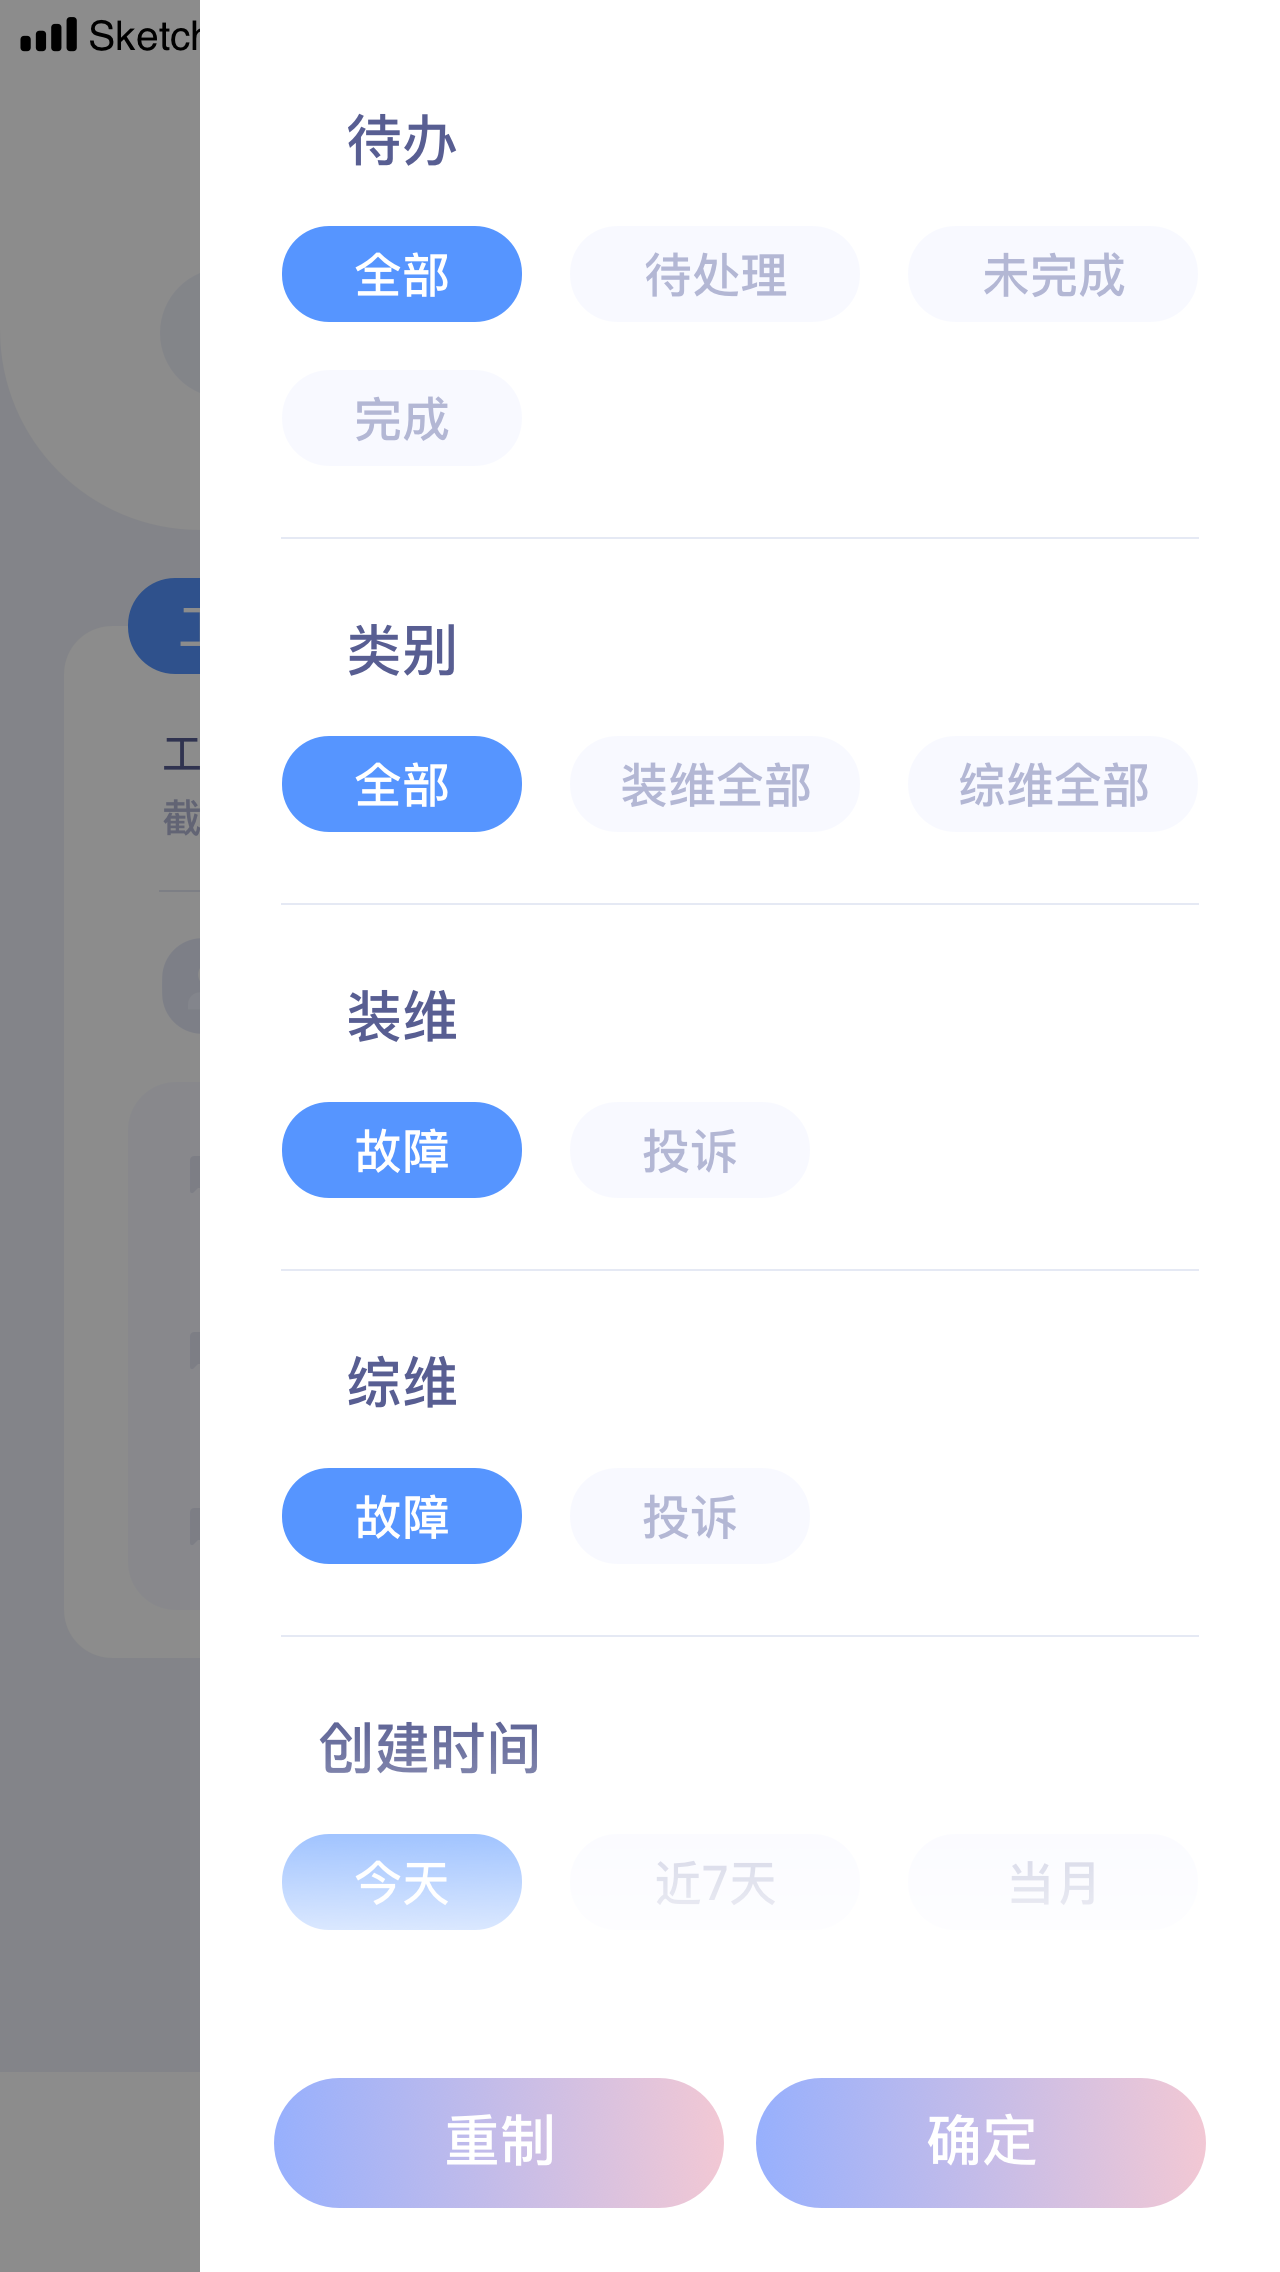 Sketch
待办
全部 待处理 未完成
完成
类别
全部 装维全部 综维全部
装维
故障 投诉
综维
故障 投诉
创建时间
今天 近7天 当月
重制 确定
工
截